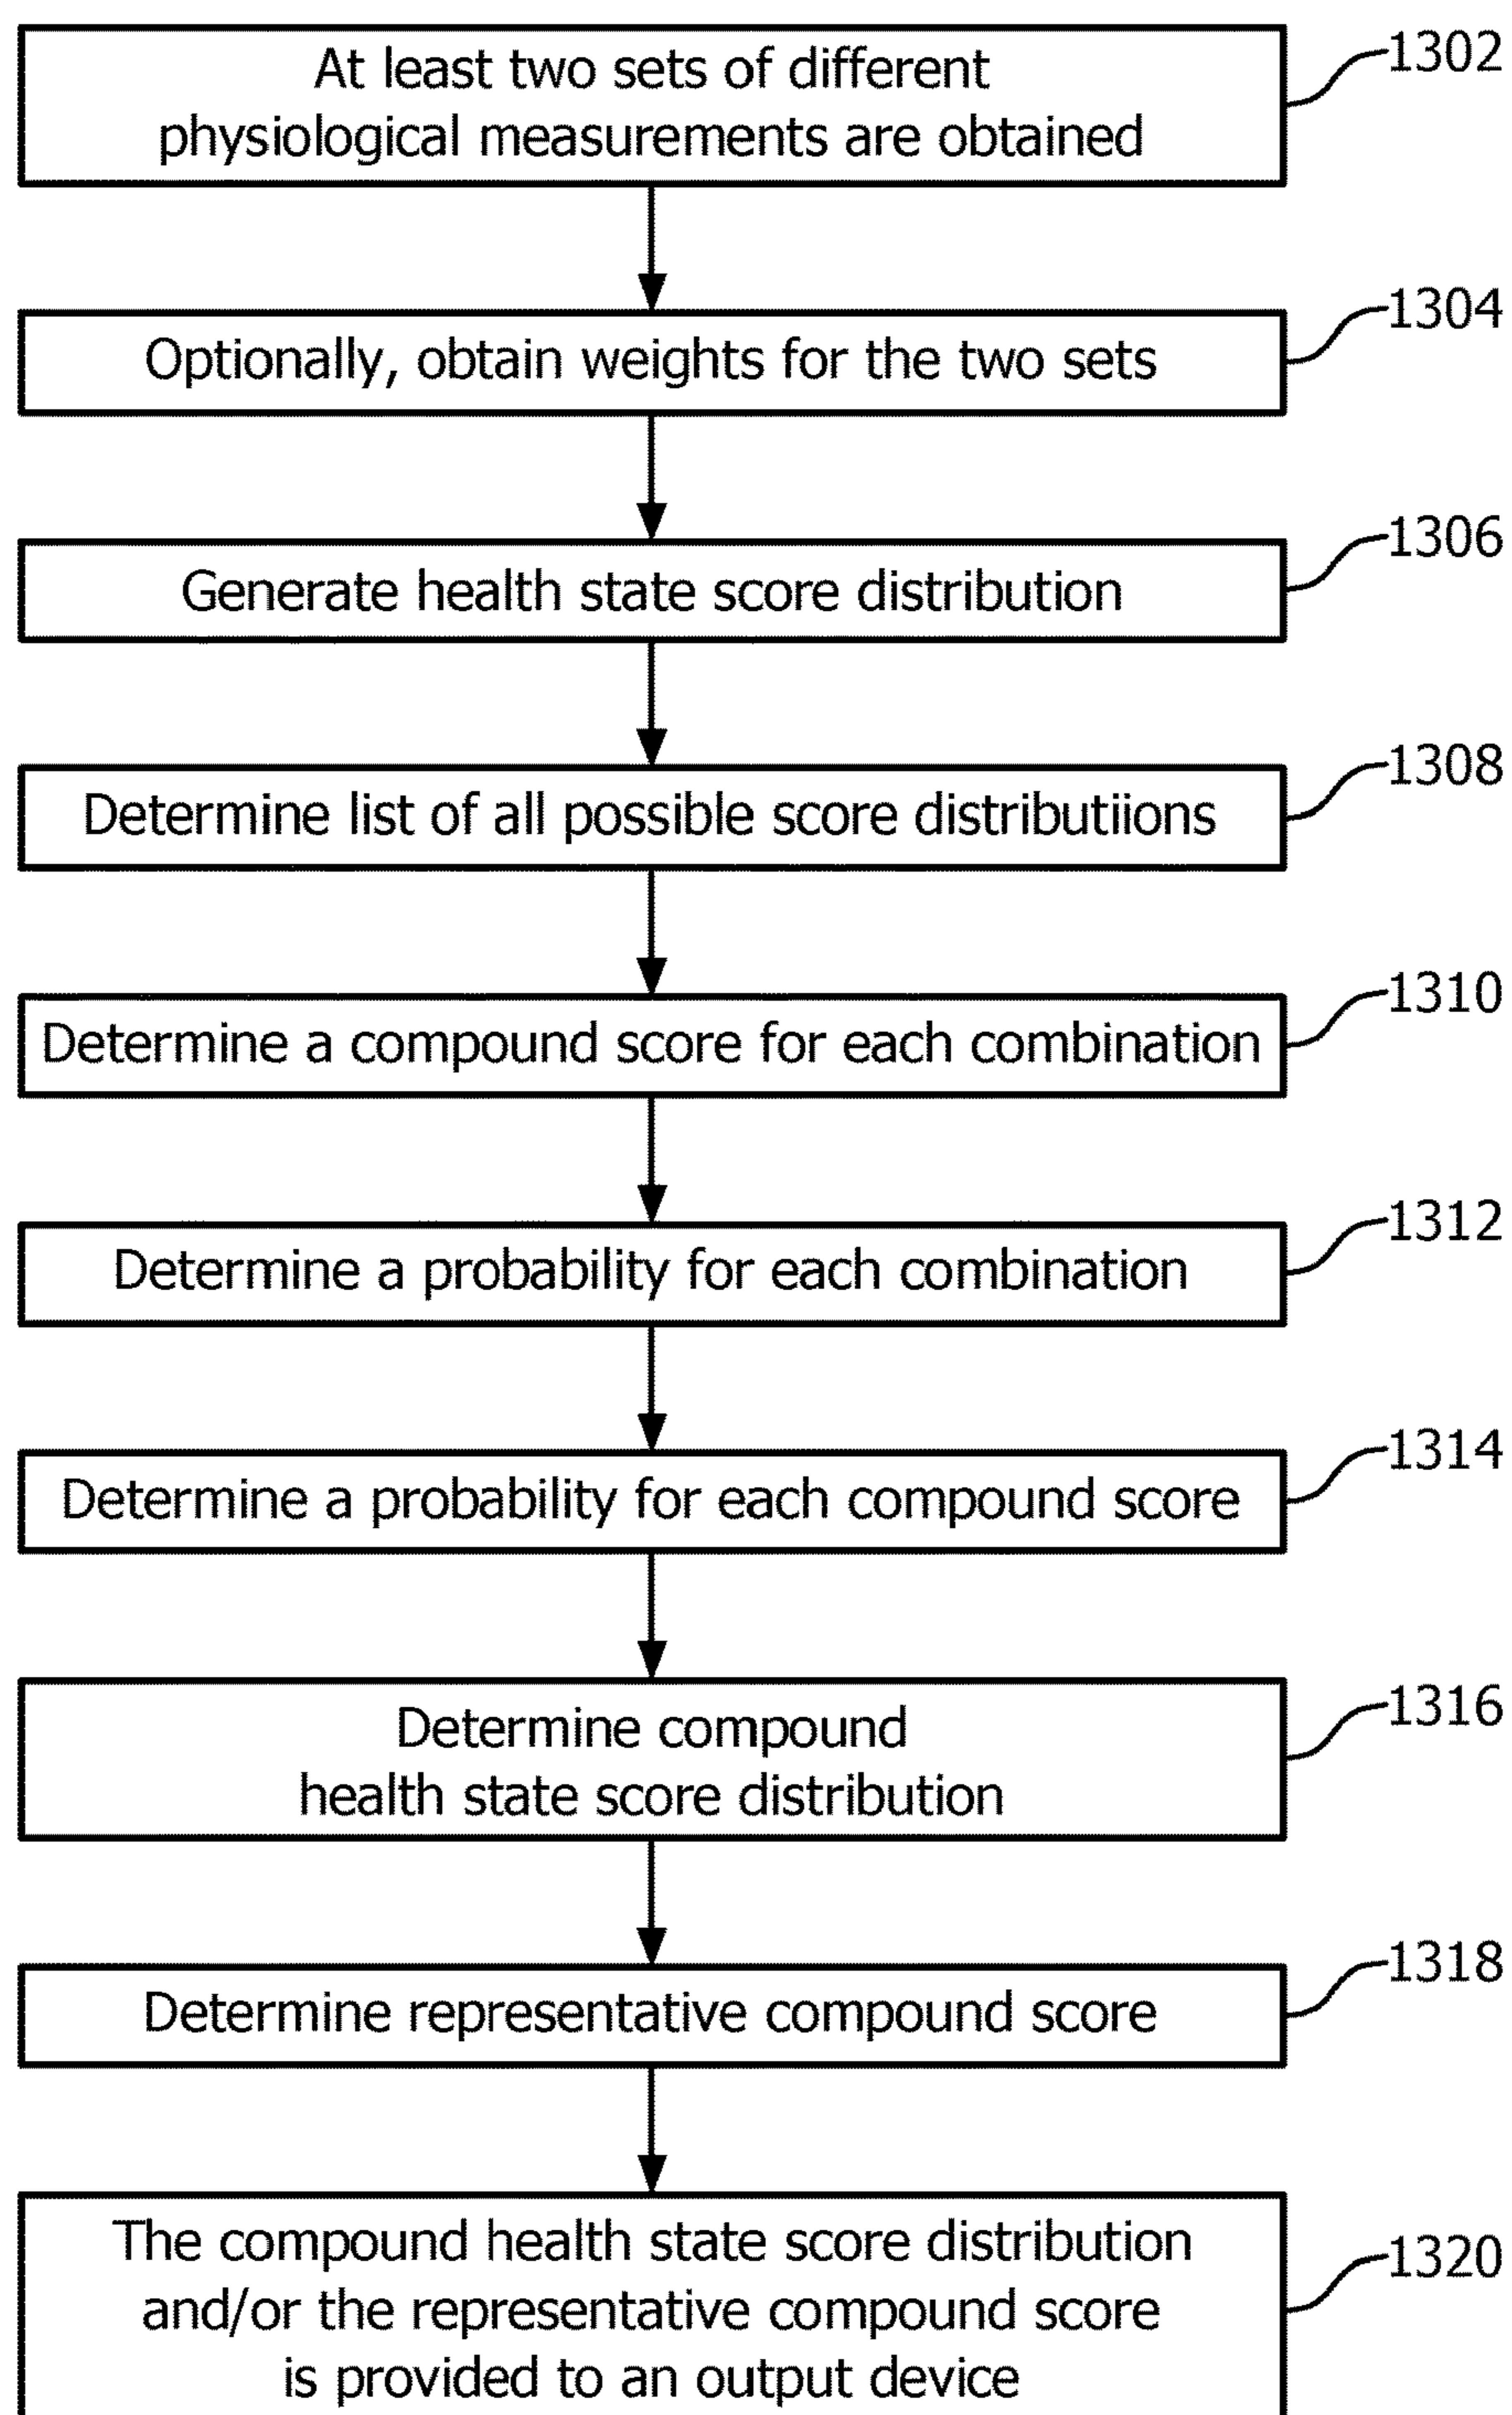 At least two sets of different
physiological measurements are obtained
1302
Optionally, obtain weights for the two sets
1304
Generate health state score distribution
1306
Determine list of all possible score distributiions
1308
Determine a compound score for each combination
1310
Determine a probability for each combination
1312
Determine a probability for each compound score
1314
Determine compound
health state score distribution
1316
Determine representative compound score
1318
The compound health state score distribution
and/or the representative compound score
is provided to an output device
1320